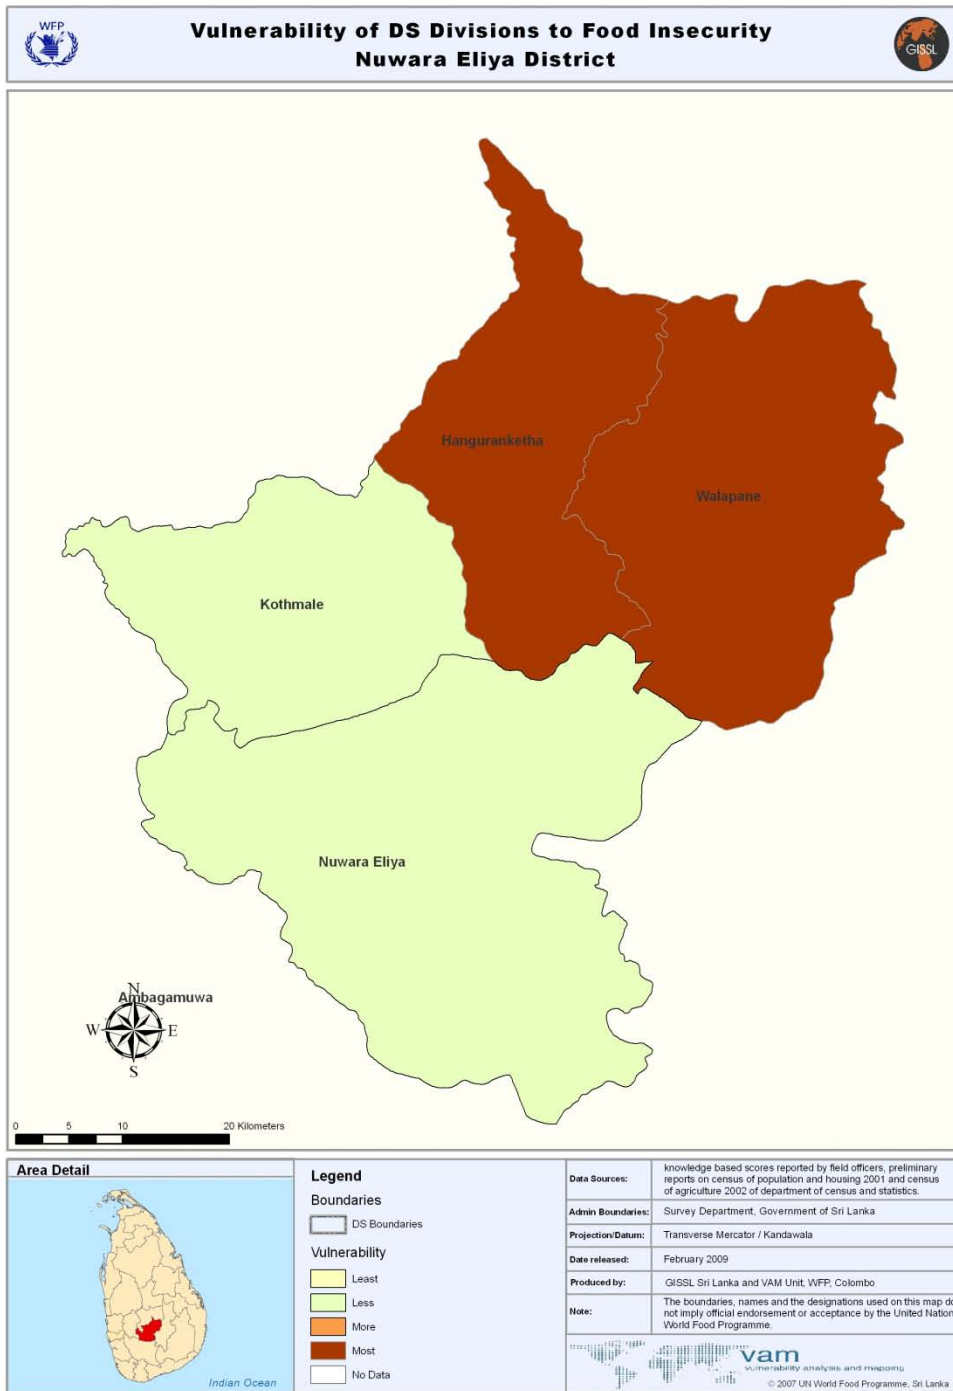 WFP
Vulnerability of DS Divisions to Food Insecurity
Nuwara Eliya District
GISSL
Hanguranketha
Walapane
Kothmale
Nuwara Eliya
Ambagamuwa
N
W
E
S
0 5 10 20 Kilometers
Area Detail
Indian Ocean
Legend
Boundaries
DS Boundaries
Vulnerability
Least
Less
More
Most
No Data
Data Sources:
knowledge based scores reported by field officers, preliminary
reports on census of population and housing 2001 and census
of agriculture 2002 of department of census and statistics.
Admin Boundaries: Survey Department, Government of Sri Lanka
Projection/Datum: Transverse Mercator / Kandawala
Date released: February 2009
Produced by: GISSL Sri Lanka and VAM Unit, WFP, Colombo
Note:
The boundaries, names and the designations used on this map do
not imply official endorsement or acceptance by the United Nation
World Food Programme.
vam
vulnerability analysis and mapping
© 2007 UN World Food Programme, Sri Lanka